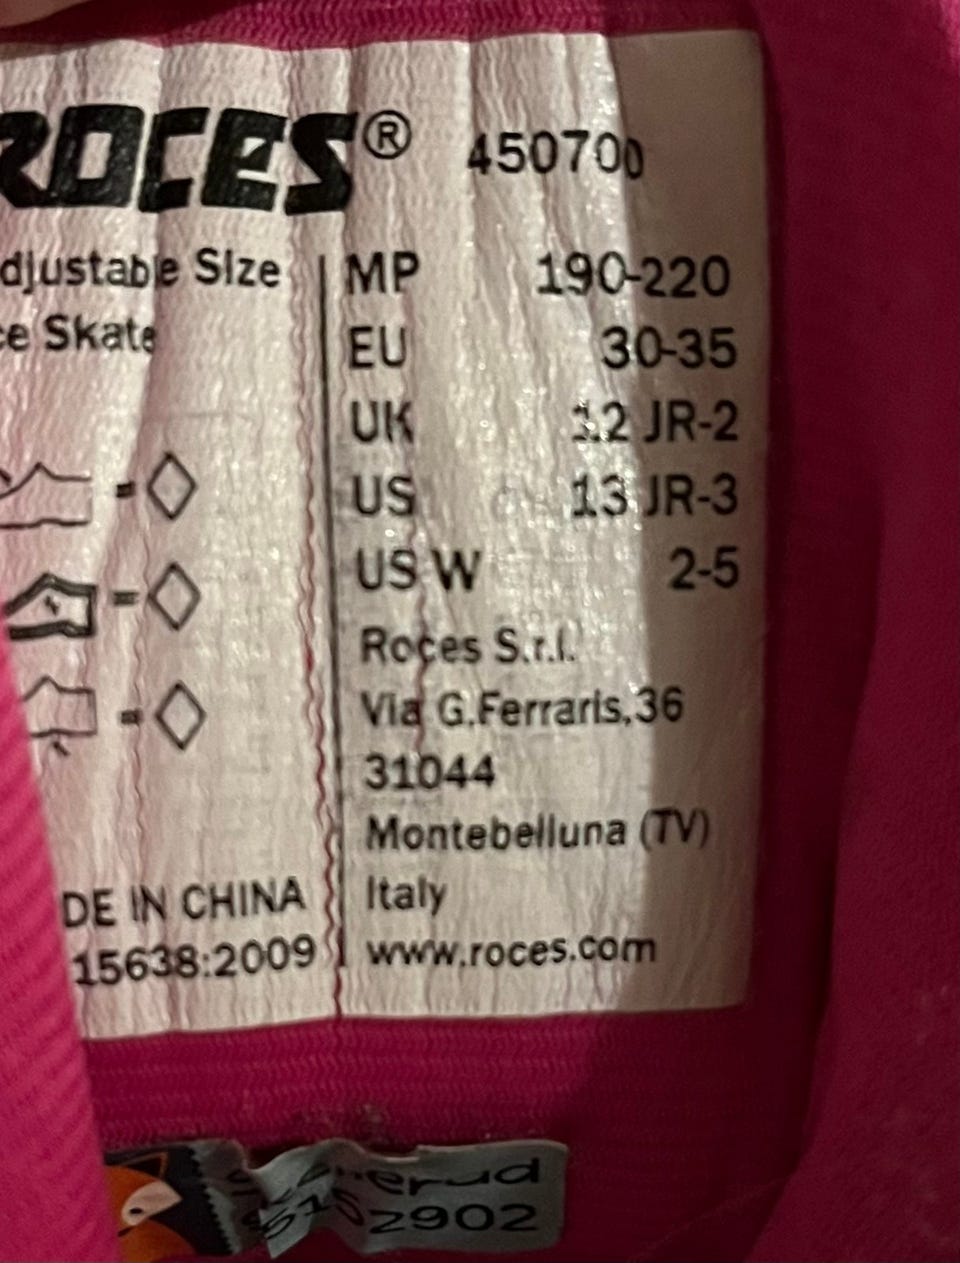 ROCES® 450700
djustable Size
ce Skate
MP 190-220
EU 30-35
UK 12 JR-2
US 13 JR-3
US W 2-5
= ◇
= ◇
= ◇
Roces S.r.l.
Via G.Ferraris,36
31044
Montebelluna (TV)
Italy
www.roces.com
DE IN CHINA
15638:2009
2902